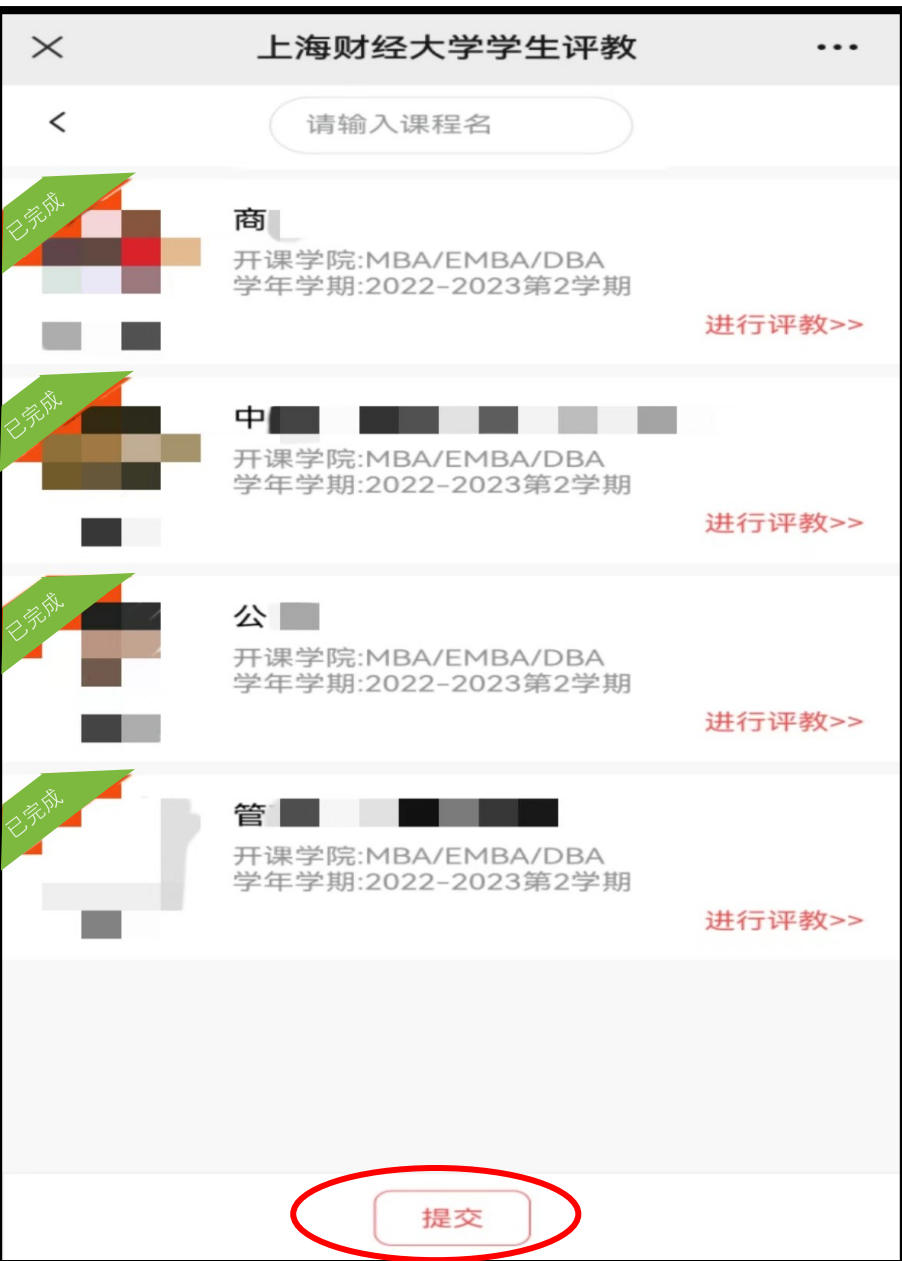 上海财经大学学生评教
请输入课程名
已完成
商
开课学院:MBA/EMBA/DBA
学年学期:2022-2023第2学期
进行评教>>
已完成
中
开课学院:MBA/EMBA/DBA
学年学期:2022-2023第2学期
进行评教>>
已完成
公
开课学院:MBA/EMBA/DBA
学年学期:2022-2023第2学期
进行评教>>
已完成
管
开课学院:MBA/EMBA/DBA
学年学期:2022-2023第2学期
进行评教>>
提交